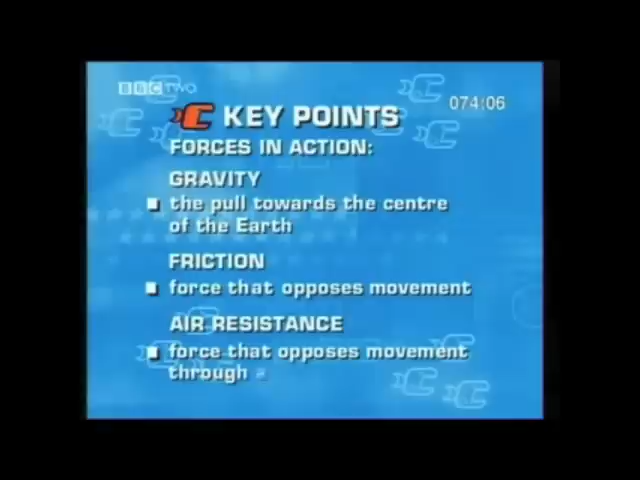 BBC TWO
074:06
KEY POINTS
FORCES IN ACTION:
GRAVITY
the pull towards the centre
of the Earth
FRICTION
force that opposes movement
AIR RESISTANCE
force that opposes movement
through